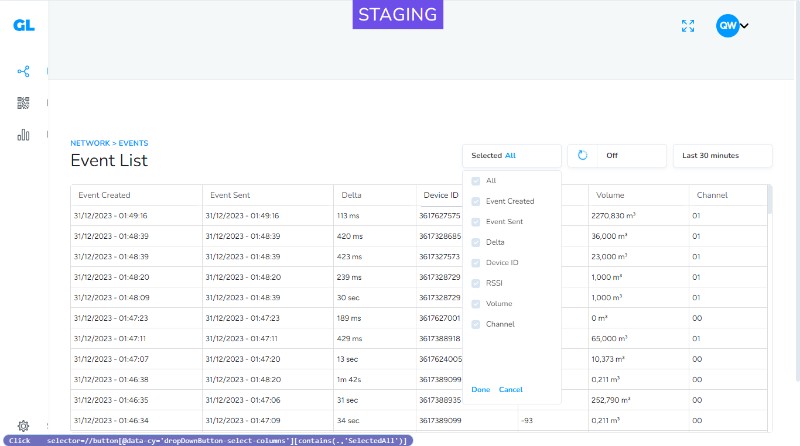 STAGING
GL
QW
NETWORK > EVENTS
Event List
Selected All
Off
Last 30 minutes
All
Event Created
Event Sent
Delta
Device ID
RSSI
Volume
Channel
Done Cancel
Event Created Event Sent Delta Device ID Volume Channel
31/12/2023 - 01:49:16 31/12/2023 - 01:49:16 113 ms 3617627575 2270,830 m³ 01
31/12/2023 - 01:48:39 31/12/2023 - 01:48:39 420 ms 3617328685 36,000 m³ 01
31/12/2023 - 01:48:39 31/12/2023 - 01:48:39 423 ms 3617327573 23,000 m³ 01
31/12/2023 - 01:48:20 31/12/2023 - 01:48:20 239 ms 3617328729 1,000 m³ 01
31/12/2023 - 01:48:09 31/12/2023 - 01:48:39 30 sec 3617328729 1,000 m³ 01
31/12/2023 - 01:47:23 31/12/2023 - 01:47:23 189 ms 3617627001 0 m³ 00
31/12/2023 - 01:47:11 31/12/2023 - 01:47:11 429 ms 3617388918 65,000 m³ 01
31/12/2023 - 01:47:07 31/12/2023 - 01:47:20 13 sec 3617624005 10,373 m³ 00
31/12/2023 - 01:46:38 31/12/2023 - 01:48:20 1m 42s 3617389099 0,211 m³ 00
31/12/2023 - 01:46:35 31/12/2023 - 01:47:06 31 sec 3617388935 252,790 m³ 00
31/12/2023 - 01:46:34 31/12/2023 - 01:47:09 34 sec 3617389099 -93 0,211 m³ 00
Click selector=//button[@data-cy='dropDownButton-select-columns'][contains(.,'SelectedAll')]